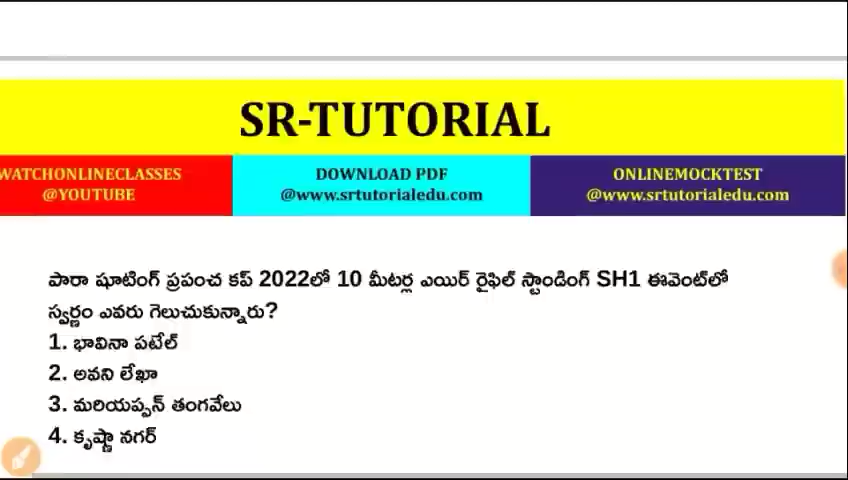 SR-TUTORIAL
WATCHONLINECLASSES
@YOUTUBE
DOWNLOAD PDF
@www.srtutorialedu.com
ONLINEMOCKTEST
@www.srtutorialedu.com
పారా షూటింగ్ ప్రపంచ కప్ 2022లో 10 మీటర్ల ఎయిర్ రైఫిల్ స్టాండింగ్ SH1 ఈవెంట్‌లో
స్వర్ణం ఎవరు గెలుచుకున్నారు?
1. భావినా పటేల్
2. అవని లేఖా
3. మరియప్పన్ తంగవేలు
4. కృష్ణా నగర్